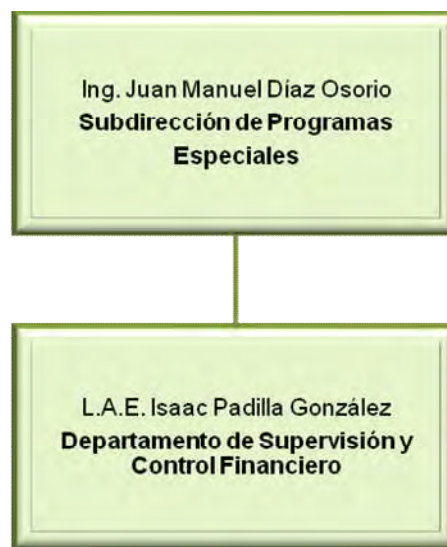 Ing. Juan Manuel Díaz Osorio
Subdirección de Programas
Especiales
L.A.E. Isaac Padilla González
Departamento de Supervisión y
Control Financiero